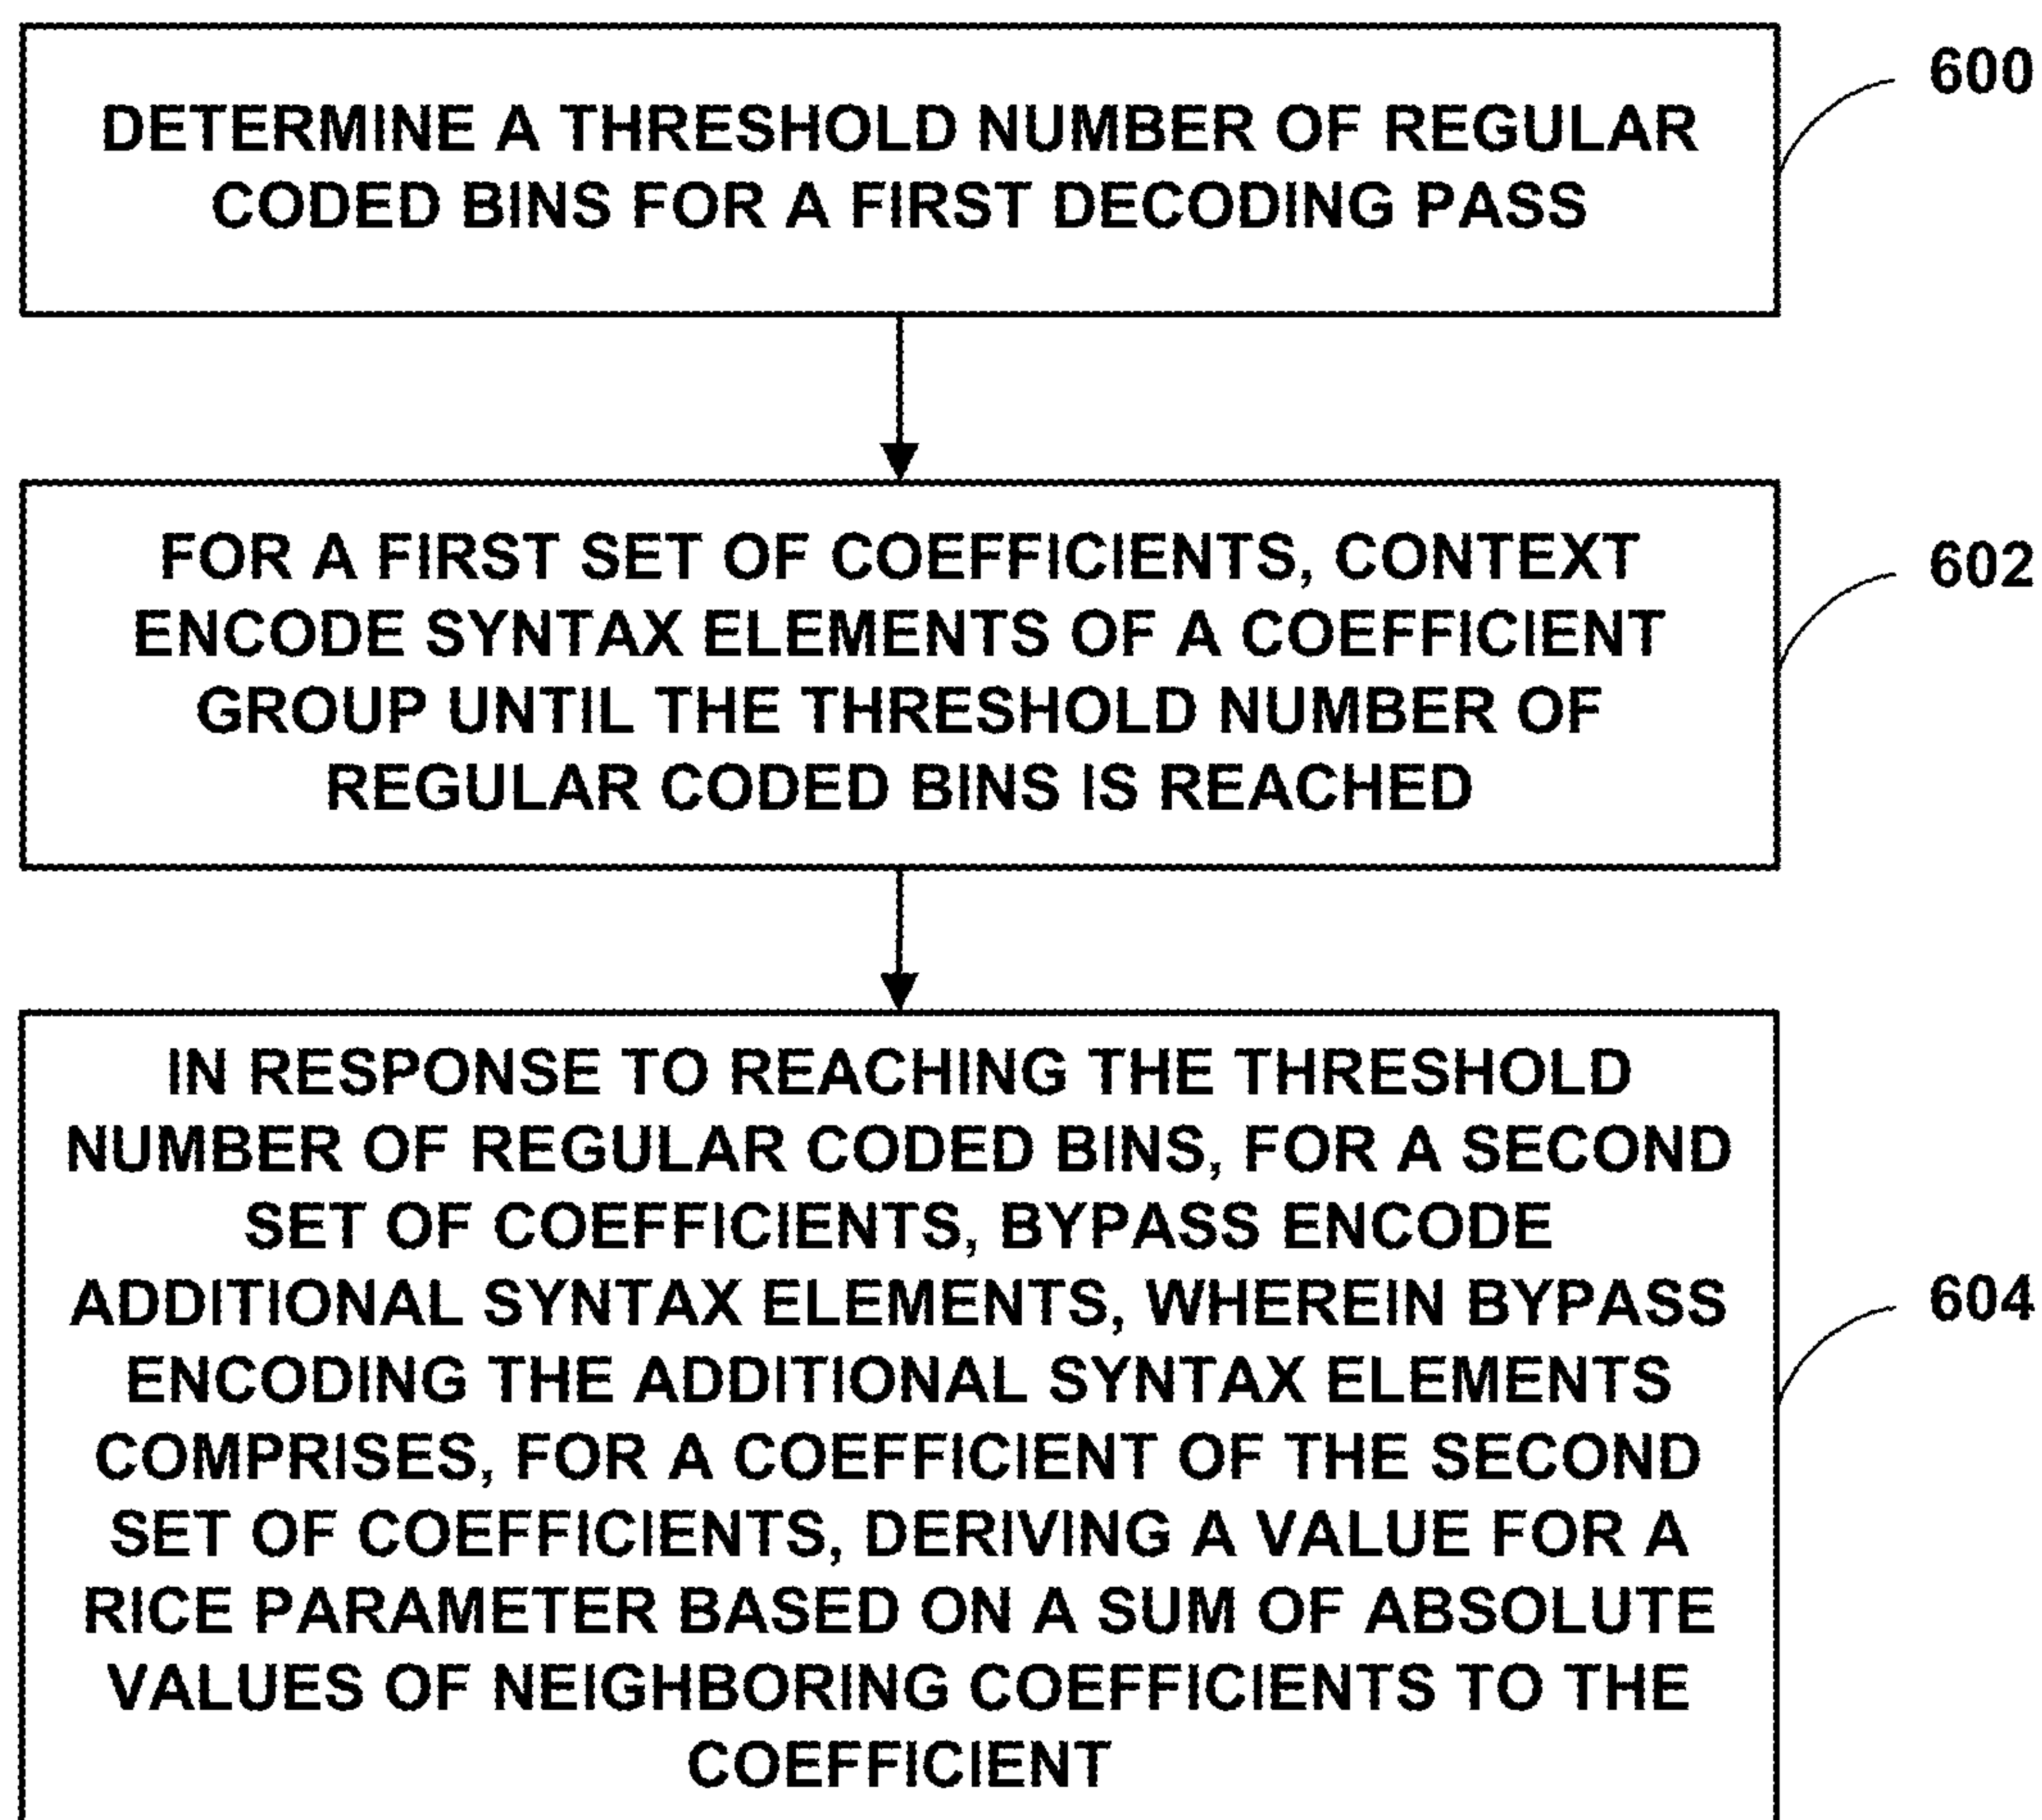 DETERMINE A THRESHOLD NUMBER OF REGULAR
CODED BINS FOR A FIRST DECODING PASS
600
FOR A FIRST SET OF COEFFICIENTS, CONTEXT
ENCODE SYNTAX ELEMENTS OF A COEFFICIENT
GROUP UNTIL THE THRESHOLD NUMBER OF
REGULAR CODED BINS IS REACHED
602
IN RESPONSE TO REACHING THE THRESHOLD
NUMBER OF REGULAR CODED BINS, FOR A SECOND
SET OF COEFFICIENTS, BYPASS ENCODE
ADDITIONAL SYNTAX ELEMENTS, WHEREIN BYPASS
ENCODING THE ADDITIONAL SYNTAX ELEMENTS
COMPRISES, FOR A COEFFICIENT OF THE SECOND
SET OF COEFFICIENTS, DERIVING A VALUE FOR A
RICE PARAMETER BASED ON A SUM OF ABSOLUTE
VALUES OF NEIGHBORING COEFFICIENTS TO THE
COEFFICIENT
604